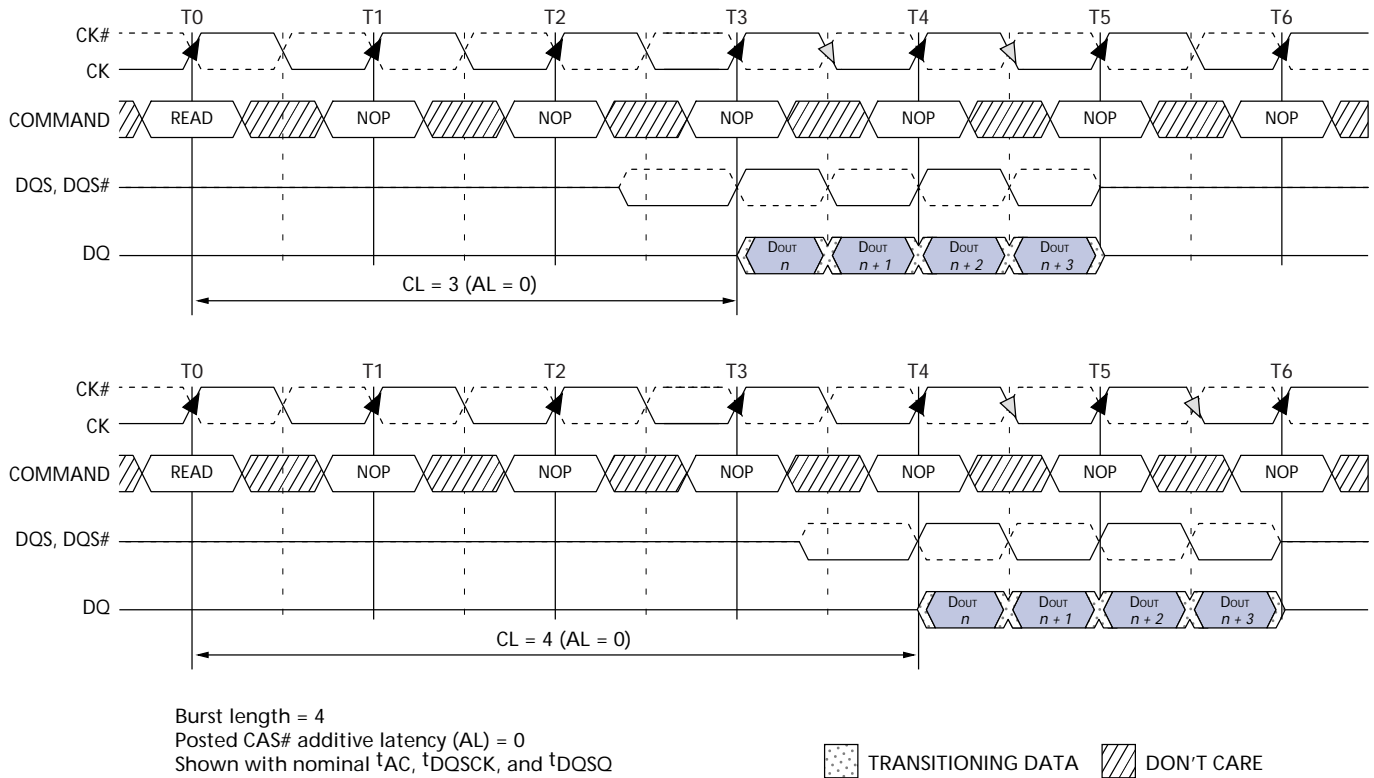 T0 T1 T2 T3 T4 T5 T6
CK#
CK
COMMAND READ NOP NOP NOP NOP NOP NOP
DQS, DQS#
DQ DOUT n DOUT n + 1 DOUT n + 2 DOUT n + 3
CL = 3 (AL = 0)
T0 T1 T2 T3 T4 T5 T6
CK#
CK
COMMAND READ NOP NOP NOP NOP NOP NOP
DQS, DQS#
DQ DOUT n DOUT n + 1 DOUT n + 2 DOUT n + 3
CL = 4 (AL = 0)
Burst length = 4
Posted CAS# additive latency (AL) = 0
Shown with nominal tAC, tDQSCK, and tDQSQ
TRANSITIONING DATA DON'T CARE